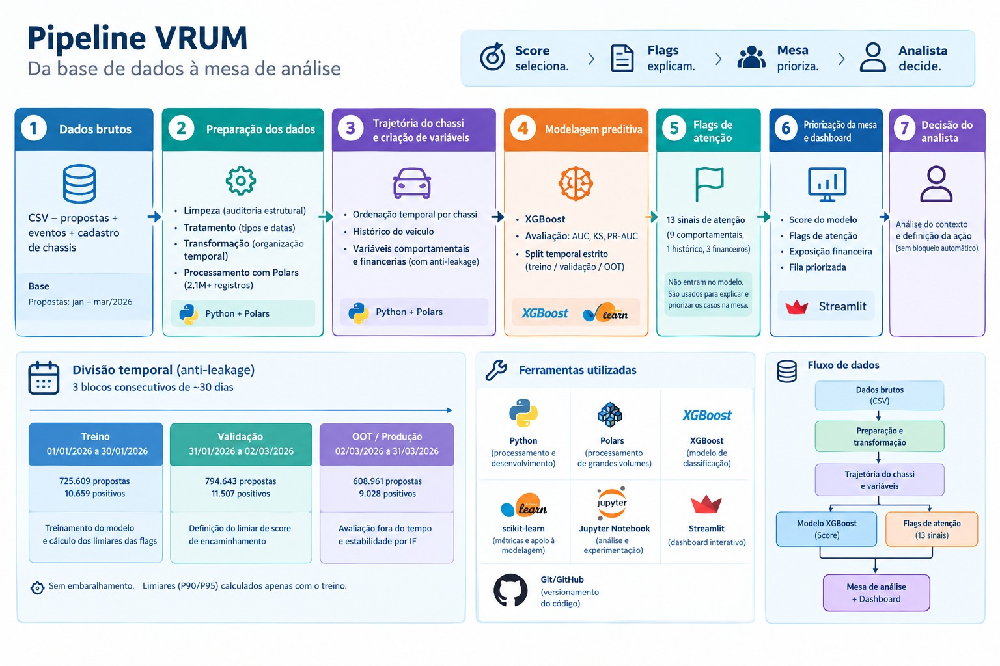 Pipeline VRUM
Da base de dados à mesa de análise
Score
seleciona.
Flags
explicam.
Mesa
prioriza.
Analista
decide.
1 Dados brutos
CSV – propostas +
eventos + cadastro
de chassis
Base
Propostas: jan – mar/2026
2 Preparação dos dados
• Limpeza (auditoria estrutural)
• Tratamento (tipos e datas)
• Transformação (organização
temporal)
• Processamento com Polars
(2,1M+ registros)
Python + Polars
3 Trajetória do chassi
e criação de variáveis
• Ordenação temporal por chassi
• Histórico do veículo
• Variáveis comportamentais
e financerias (com anti-leakage)
Python + Polars
4 Modelagem preditiva
• XGBoost
• Avaliação: AUC, KS, PR-AUC
• Split temporal estrito
(treino / validação / OOT)
XGBoost
learn
5 Flags de
atenção
13 sinais de atenção
(9 comportamentais,
1 histórico, 3 financeiros)
Não entram no modelo.
São usados para explicar e
priorizar os casos na mesa.
6 Priorização da mesa
e dashboard
• Score do modelo
• Flags de atenção
• Exposição financeira
• Fila priorizada
Streamlit
7 Decisão do
analista
Análise do contexto
e definição da ação
(sem bloqueio automático).
Divisão temporal (anti-leakage)
3 blocos consecutivos de ~30 dias
Treino
01/01/2026 a 30/01/2026
725.609 propostas
10.659 positivos
Treinamento do modelo
e cálculo dos limiares das flags
Validação
31/01/2026 a 02/03/2026
794.643 propostas
11.507 positivos
Definição do limiar de score
de encaminhamento
OOT / Produção
02/03/2026 a 31/03/2026
608.961 propostas
9.028 positivos
Avaliação fora do tempo
e estabilidade por IF
Sem embaralhamento. Limiares (P90/P95) calculados apenas com o treino.
Ferramentas utilizadas
Python
(processamento e
desenvolvimento)
Polars
(processamento
de grandes volumes)
XGBoost
XGBoost
(modelo de
classificação)
learn
scikit-learn
(métricas e apoio à
modelagem)
jupyter
Jupyter Notebook
(análise e
experimentação)
Streamlit
(dashboard interativo)
Git/GitHub
(versionamento
do código)
Fluxo de dados
Dados brutos
(CSV)
Preparação e
transformação
Trajetória do chassi
e variáveis
Modelo XGBoost
(Score)
Flags de atenção
(13 sinais)
Mesa de análise
+ Dashboard